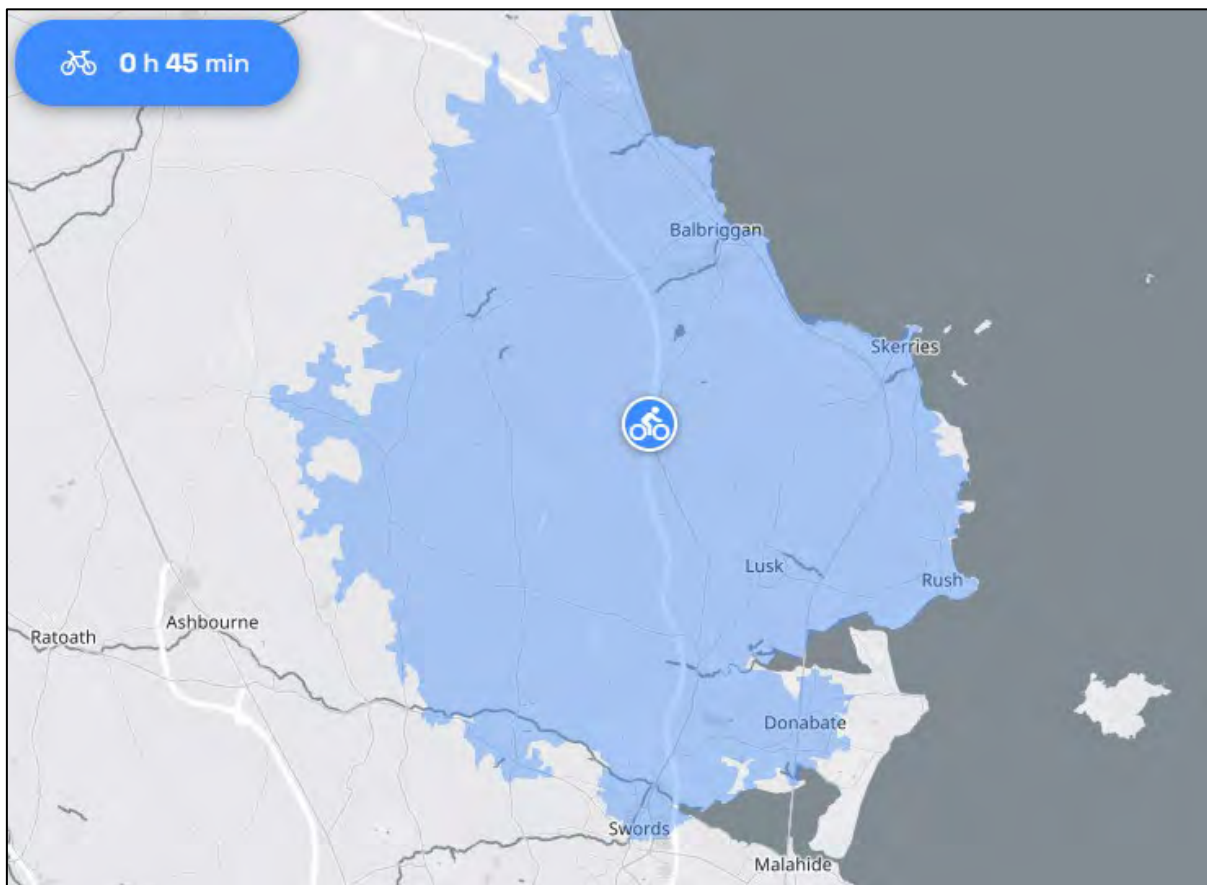 0 h 45 min
Balbriggan
Skerries
Lusk
Rush
Ashbourne
Ratoath
Donabate
Swords
Malahide